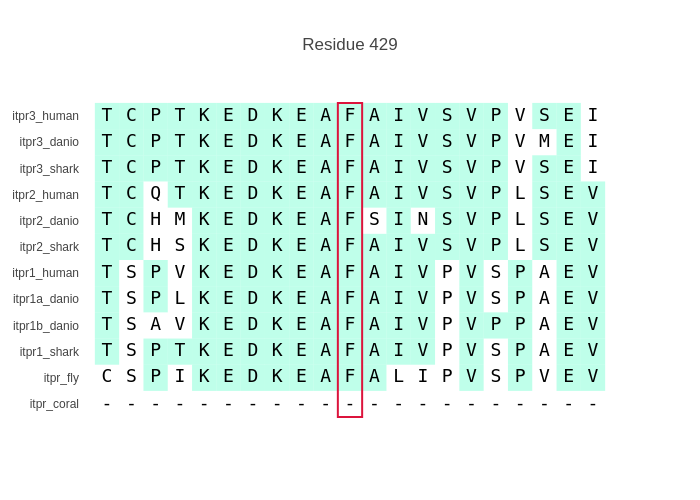 Residue 429
itpr3_human T C P T K E D K E A F A I V S V P V S E I
itpr3_danio T C P T K E D K E A F A I V S V P V M E I
itpr3_shark T C P T K E D K E A F A I V S V P V S E I
itpr2_human T C Q T K E D K E A F A I V S V P L S E V
itpr2_danio T C H M K E D K E A F S I N S V P L S E V
itpr2_shark T C H S K E D K E A F A I V S V P L S E V
itpr1_human T S P V K E D K E A F A I V P V S P A E V
itpr1a_danio T S P L K E D K E A F A I V P V S P A E V
itpr1b_danio T S A V K E D K E A F A I V P V P P A E V
itpr1_shark T S P T K E D K E A F A I V P V S P A E V
itpr_fly C S P I K E D K E A F A L I P V S P V E V
itpr_coral - - - - - - - - - - - - - - - - - - - - -